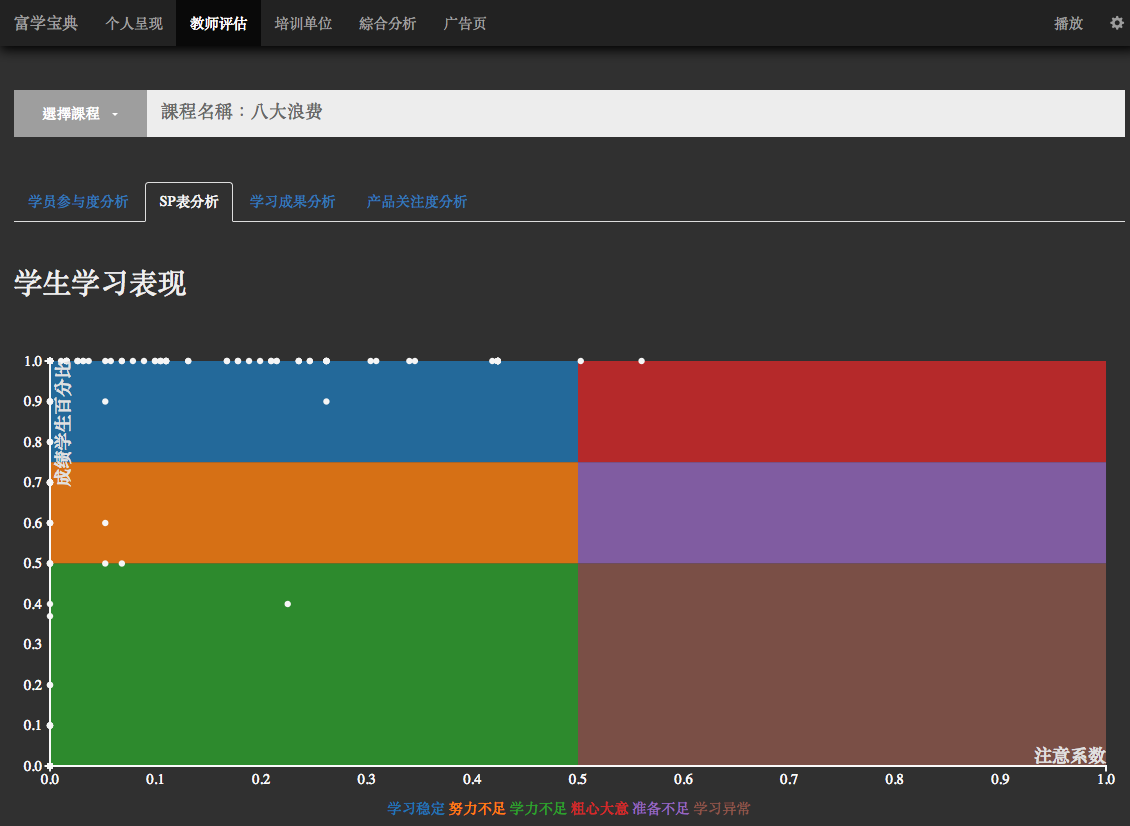 富学宝典 个人呈现 教师评估 培训单位 綜合分析 广告页 播放
選擇課程 課程名稱：八大浪费
学员参与度分析 SP表分析 学习成果分析 产品关注度分析
学生学习表现
1.0
0.9
0.8
0.7
0.6
0.5
0.4
0.3
0.2
0.1
0.0
成绩学生百分比
注意系数
0.0 0.1 0.2 0.3 0.4 0.5 0.6 0.7 0.8 0.9 1.0
学习稳定 努力不足 学力不足 粗心大意 准备不足 学习异常